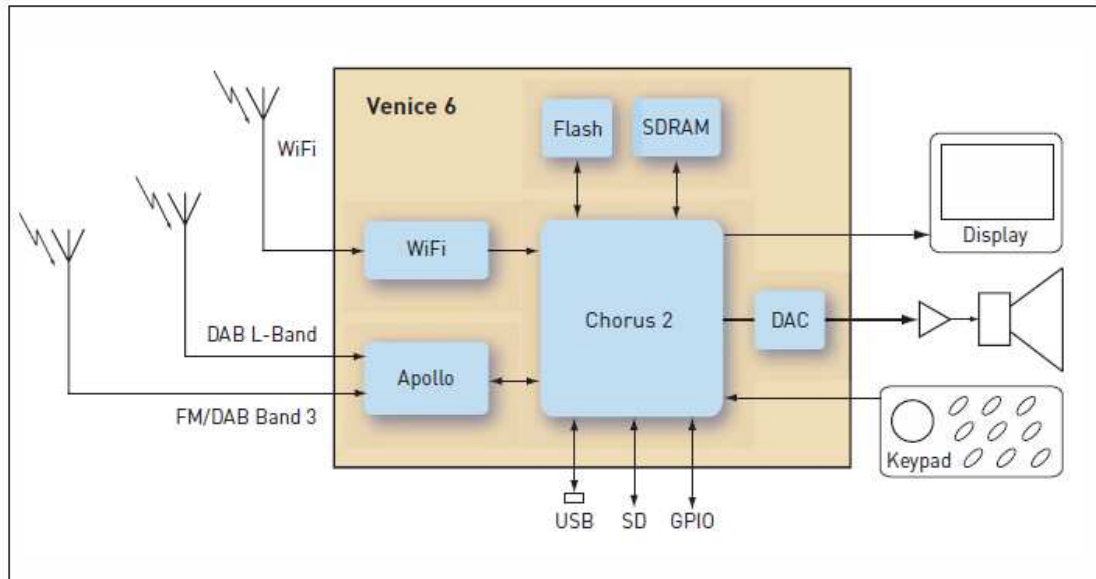 Venice 6
Flash
SDRAM
WiFi
WiFi
Display
Chorus 2
DAC
DAB L-Band
Apollo
FM/DAB Band 3
Keypad
USB
SD
GPIO